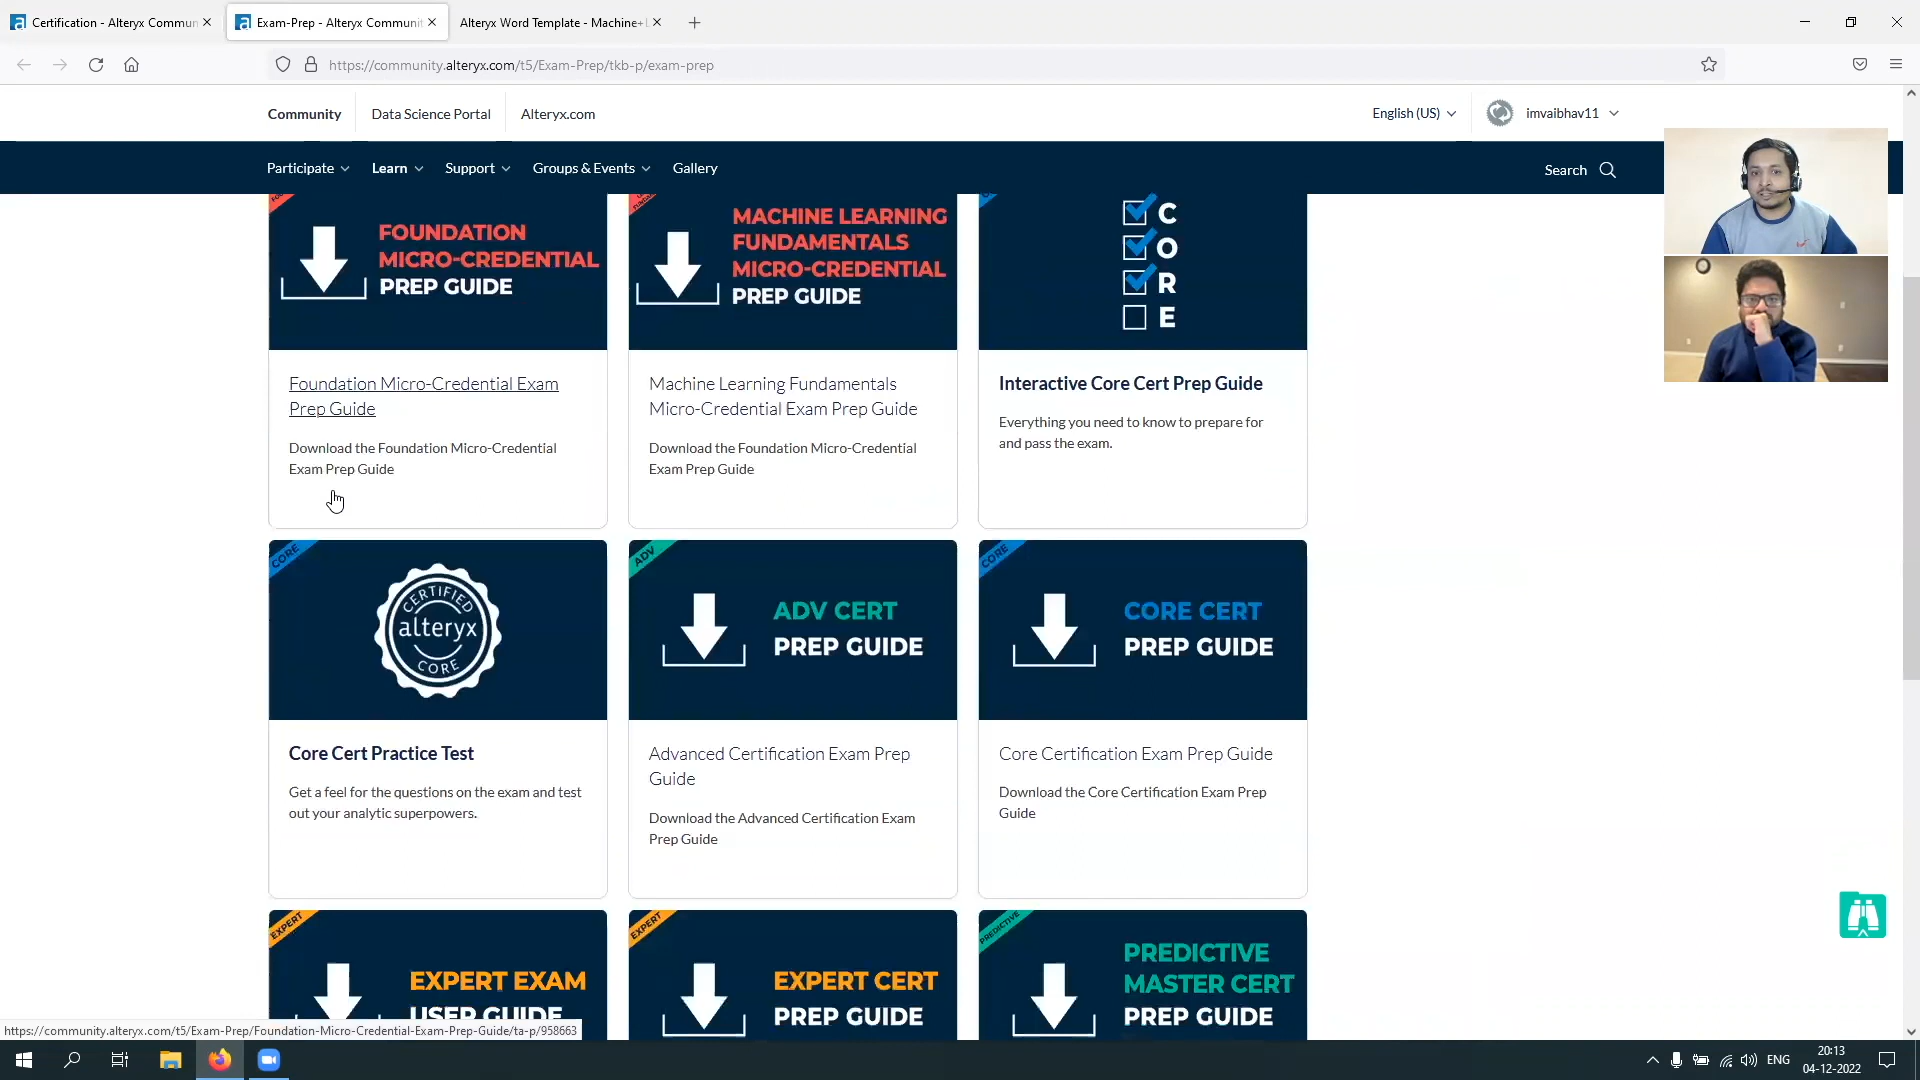 Certification - Alteryx Commun
Exam-Prep - Alteryx Communit
Alteryx Word Template - Machine+
https://community.alteryx.com/t5/Exam-Prep/tkb-p/exam-prep
Community
Data Science Portal
Alteryx.com
English (US)
imvaibhav11
Participate
Learn
Support
Groups & Events
Gallery
Search
FOUNDATION
MICRO-CREDENTIAL
PREP GUIDE
MACHINE LEARNING
FUNDAMENTALS
MICRO-CREDENTIAL
PREP GUIDE
C
O
R
E
Foundation Micro-Credential Exam
Prep Guide
Download the Foundation Micro-Credential
Exam Prep Guide
Machine Learning Fundamentals
Micro-Credential Exam Prep Guide
Download the Foundation Micro-Credential
Exam Prep Guide
Interactive Core Cert Prep Guide
Everything you need to know to prepare for
and pass the exam.
CORE
CERTIFIED
alteryx
CORE
ADV
ADV CERT
PREP GUIDE
CORE
CORE CERT
PREP GUIDE
Core Cert Practice Test
Get a feel for the questions on the exam and test
out your analytic superpowers.
Advanced Certification Exam Prep
Guide
Download the Advanced Certification Exam
Prep Guide
Core Certification Exam Prep Guide
Download the Core Certification Exam Prep
Guide
EXPERT
EXPERT EXAM
USER GUIDE
EXPERT
EXPERT CERT
PREP GUIDE
PREDICTIVE
PREDICTIVE
MASTER CERT
PREP GUIDE
https://community.alteryx.com/t5/Exam-Prep/Foundation-Micro-Credential-Exam-Prep-Guide/ta-p/958663
ENG
20:13
04-12-2022